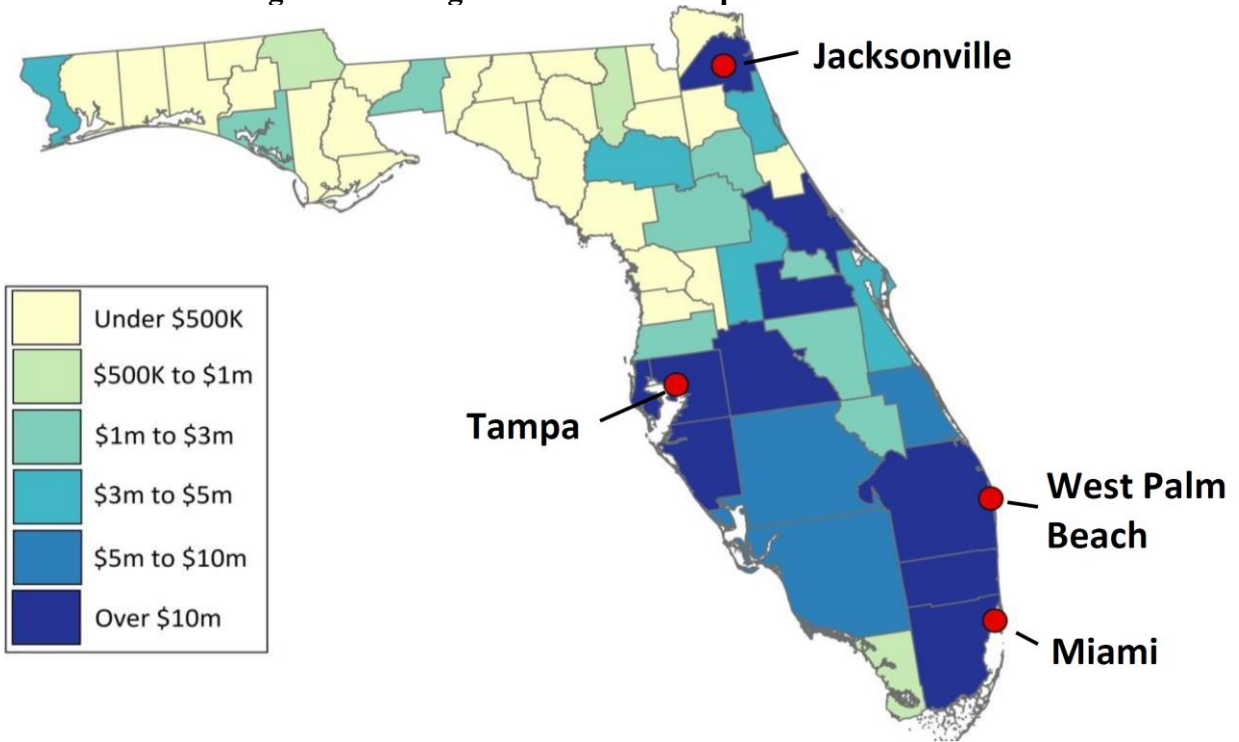 Jacksonville
Under $500K
$500K to $1m
$1m to $3m
$3m to $5m
$5m to $10m
Over $10m
Tampa
West Palm
Beach
Miami